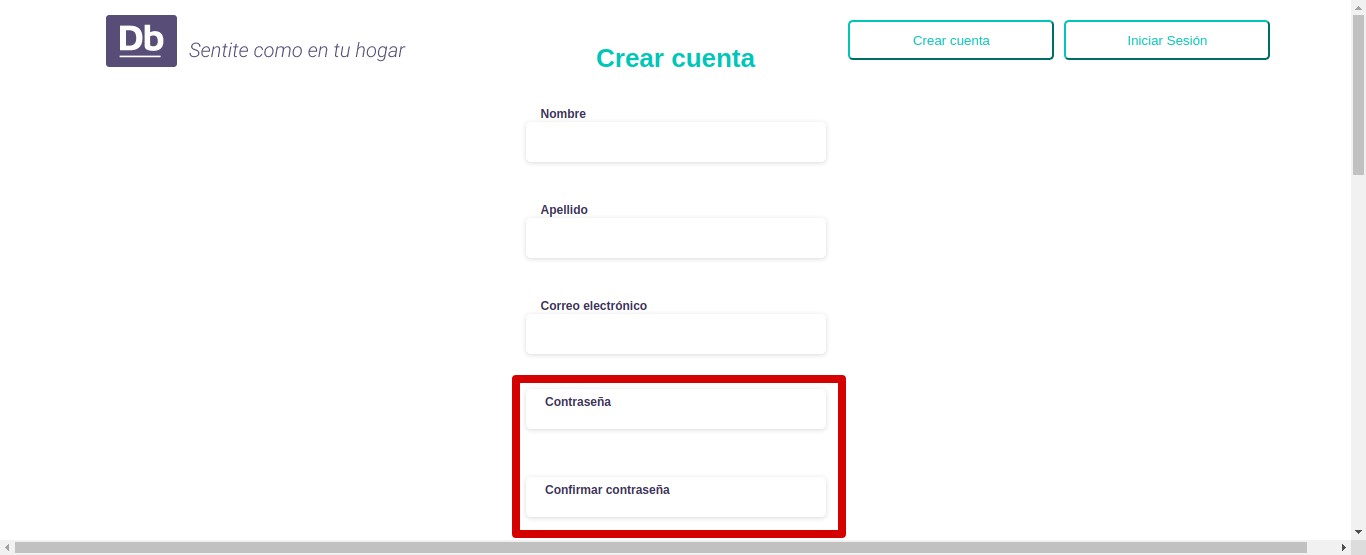 Db
Sentite como en tu hogar
Crear cuenta
Crear cuenta
Iniciar Sesión
Nombre
Apellido
Correo electrónico
Contraseña
Confirmar contraseña